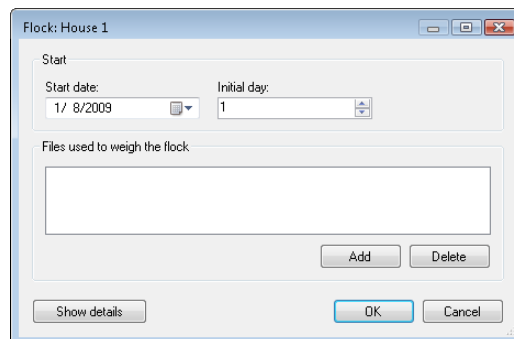 Flock: House 1
Start
Start date: Initial day:
1/ 8/2009 1
Files used to weigh the flock
Add Delete
Show details OK Cancel